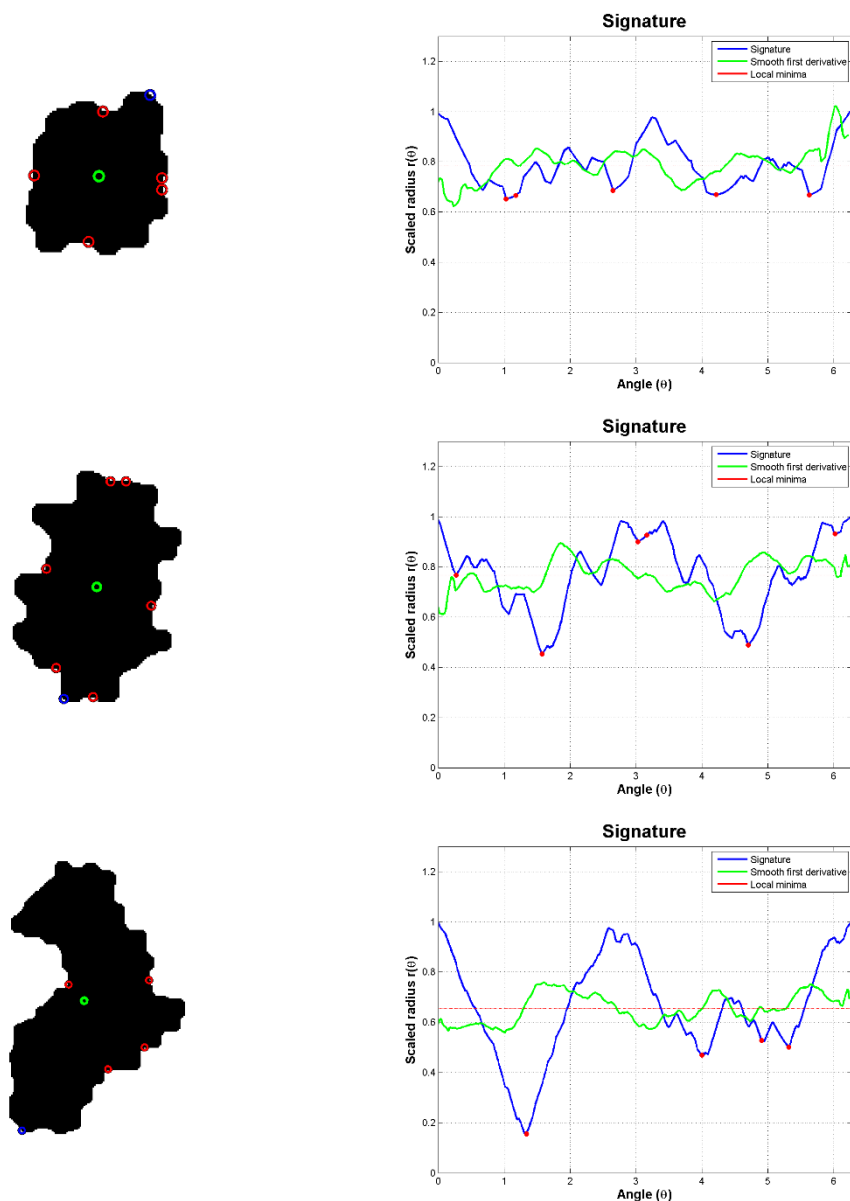 Signature
Signature
Smooth first derivative
Local minima
1.2
1
0.8
0.6
0.4
0.2
0
Scaled radius r(θ)
0 1 2 3 4 5 6
Angle (θ)
Signature
Signature
Smooth first derivative
Local minima
1.2
1
0.8
0.6
0.4
0.2
0
Scaled radius r(θ)
0 1 2 3 4 5 6
Angle (θ)
Signature
Signature
Smooth first derivative
Local minima
1.2
1
0.8
0.6
0.4
0.2
0
Scaled radius r(θ)
0 1 2 3 4 5 6
Angle (θ)